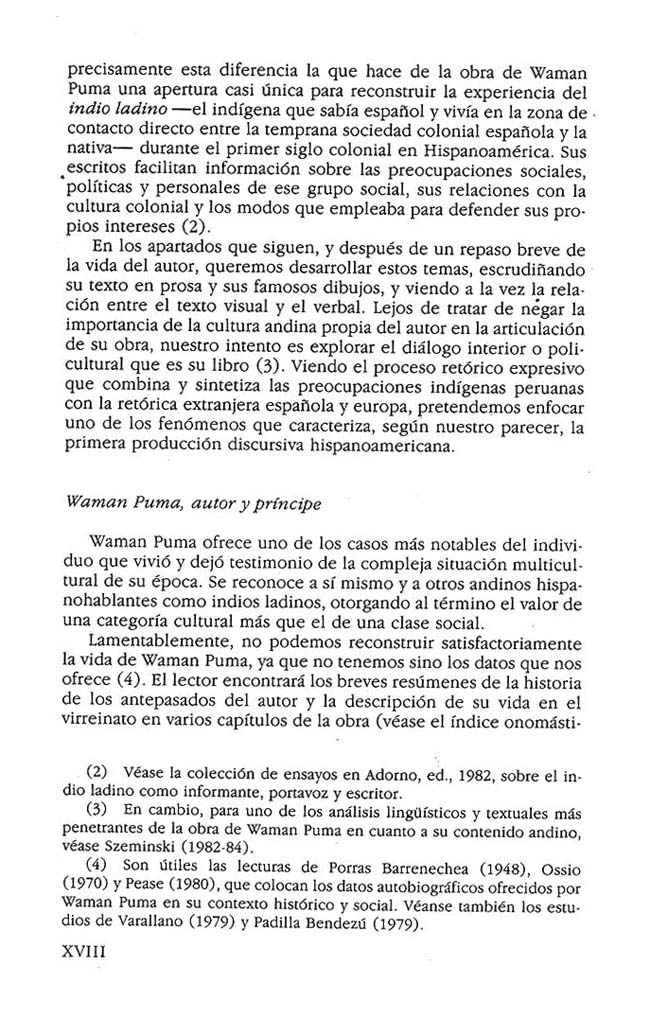 precisamente esta diferencia la que hace de la obra de Waman
Puma una apertura casi única para reconstruir la experiencia del
indio ladino —el indígena que sabía español y vivía en la zona de
contacto directo entre la temprana sociedad colonial española y la
nativa— durante el primer siglo colonial en Hispanoamérica. Sus
escritos facilitan información sobre las preocupaciones sociales,
políticas y personales de ese grupo social, sus relaciones con la
cultura colonial y los modos que empleaba para defender sus pro-
pios intereses (2).
En los apartados que siguen, y después de un repaso breve de
la vida del autor, queremos desarrollar estos temas, escrudiñando
su texto en prosa y sus famosos dibujos, y viendo a la vez la rela-
ción entre el texto visual y el verbal. Lejos de tratar de negar la
importancia de la cultura andina propia del autor en la articulación
de su obra, nuestro intento es explorar el diálogo interior o poli-
cultural que es su libro (3). Viendo el proceso retórico expresivo
que combina y sintetiza las preocupaciones indígenas peruanas
con la retórica extranjera española y europa, pretendemos enfocar
uno de los fenómenos que caracteriza, según nuestro parecer, la
primera producción discursiva hispanoamericana.
Waman Puma, autor y príncipe
Waman Puma ofrece uno de los casos más notables del indivi-
duo que vivió y dejó testimonio de la compleja situación multicul-
tural de su época. Se reconoce a sí mismo y a otros andinos hispa-
nohablantes como indios ladinos, otorgando al término el valor de
una categoría cultural más que el de una clase social.
Lamentablemente, no podemos reconstruir satisfactoriamente
la vida de Waman Puma, ya que no tenemos sino los datos que nos
ofrece (4). El lector encontrará los breves resúmenes de la historia
de los antepasados del autor y la descripción de su vida en el
virreinato en varios capítulos de la obra (véase el índice onomásti-
(2) Véase la colección de ensayos en Adorno, ed., 1982, sobre el in-
dio ladino como informante, portavoz y escritor.
(3) En cambio, para uno de los análisis lingüísticos y textuales más
penetrantes de la obra de Waman Puma en cuanto a su contenido andino,
véase Szeminski (1982-84).
(4) Son útiles las lecturas de Porras Barrenechea (1948), Ossio
(1970) y Pease (1980), que colocan los datos autobiográficos ofrecidos por
Waman Puma en su contexto histórico y social. Véanse también los estu-
dios de Varallano (1979) y Padilla Bendezú (1979).
XVIII